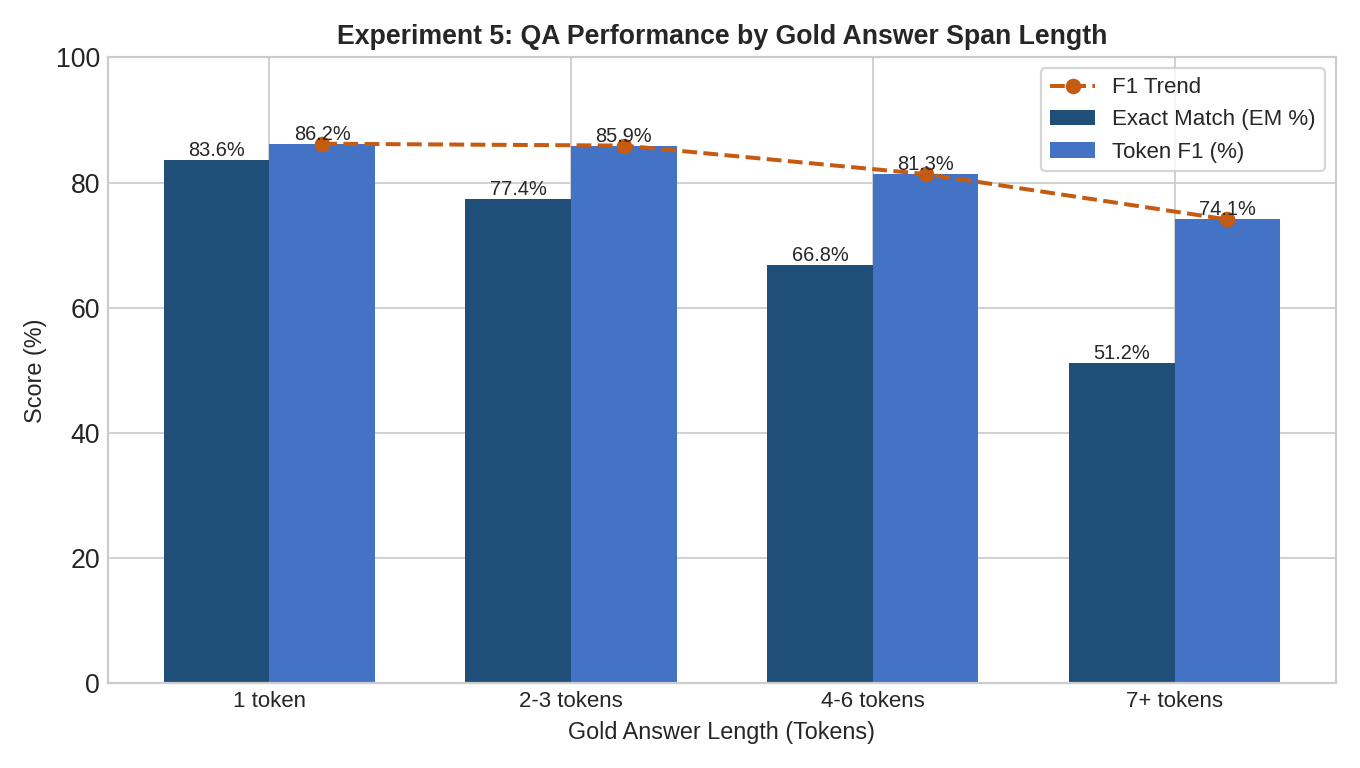 Experiment 5: QA Performance by Gold Answer Span Length
100
80
60
40
20
0
Score (%)
F1 Trend
Exact Match (EM %)
Token F1 (%)
83.6%
86.2%
77.4%
85.9%
66.8%
81.3%
51.2%
74.1%
1 token
2-3 tokens
4-6 tokens
7+ tokens
Gold Answer Length (Tokens)